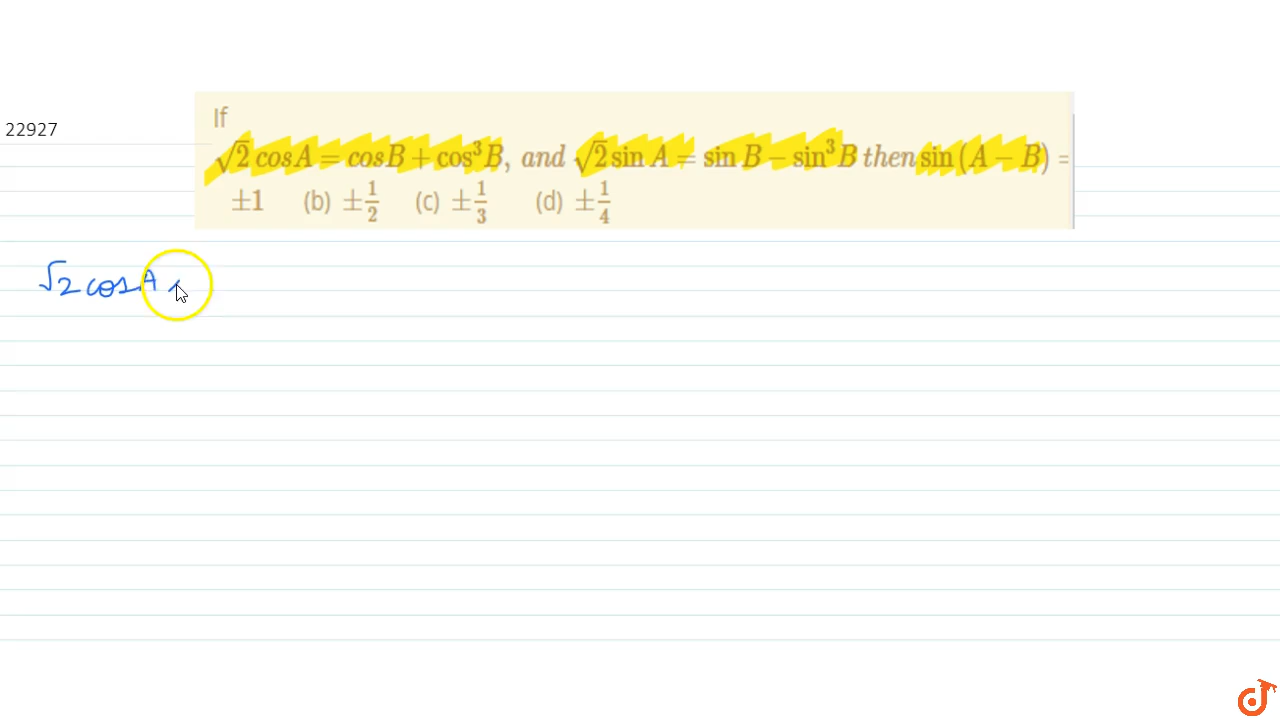 If
22927
√2 cosA = cosB + cos³B, and √2 sin A = sin B − sin³B then sin (A − B) =
±1 (b) ±1/2 (c) ±1/3 (d) ±1/4
√2 cosA